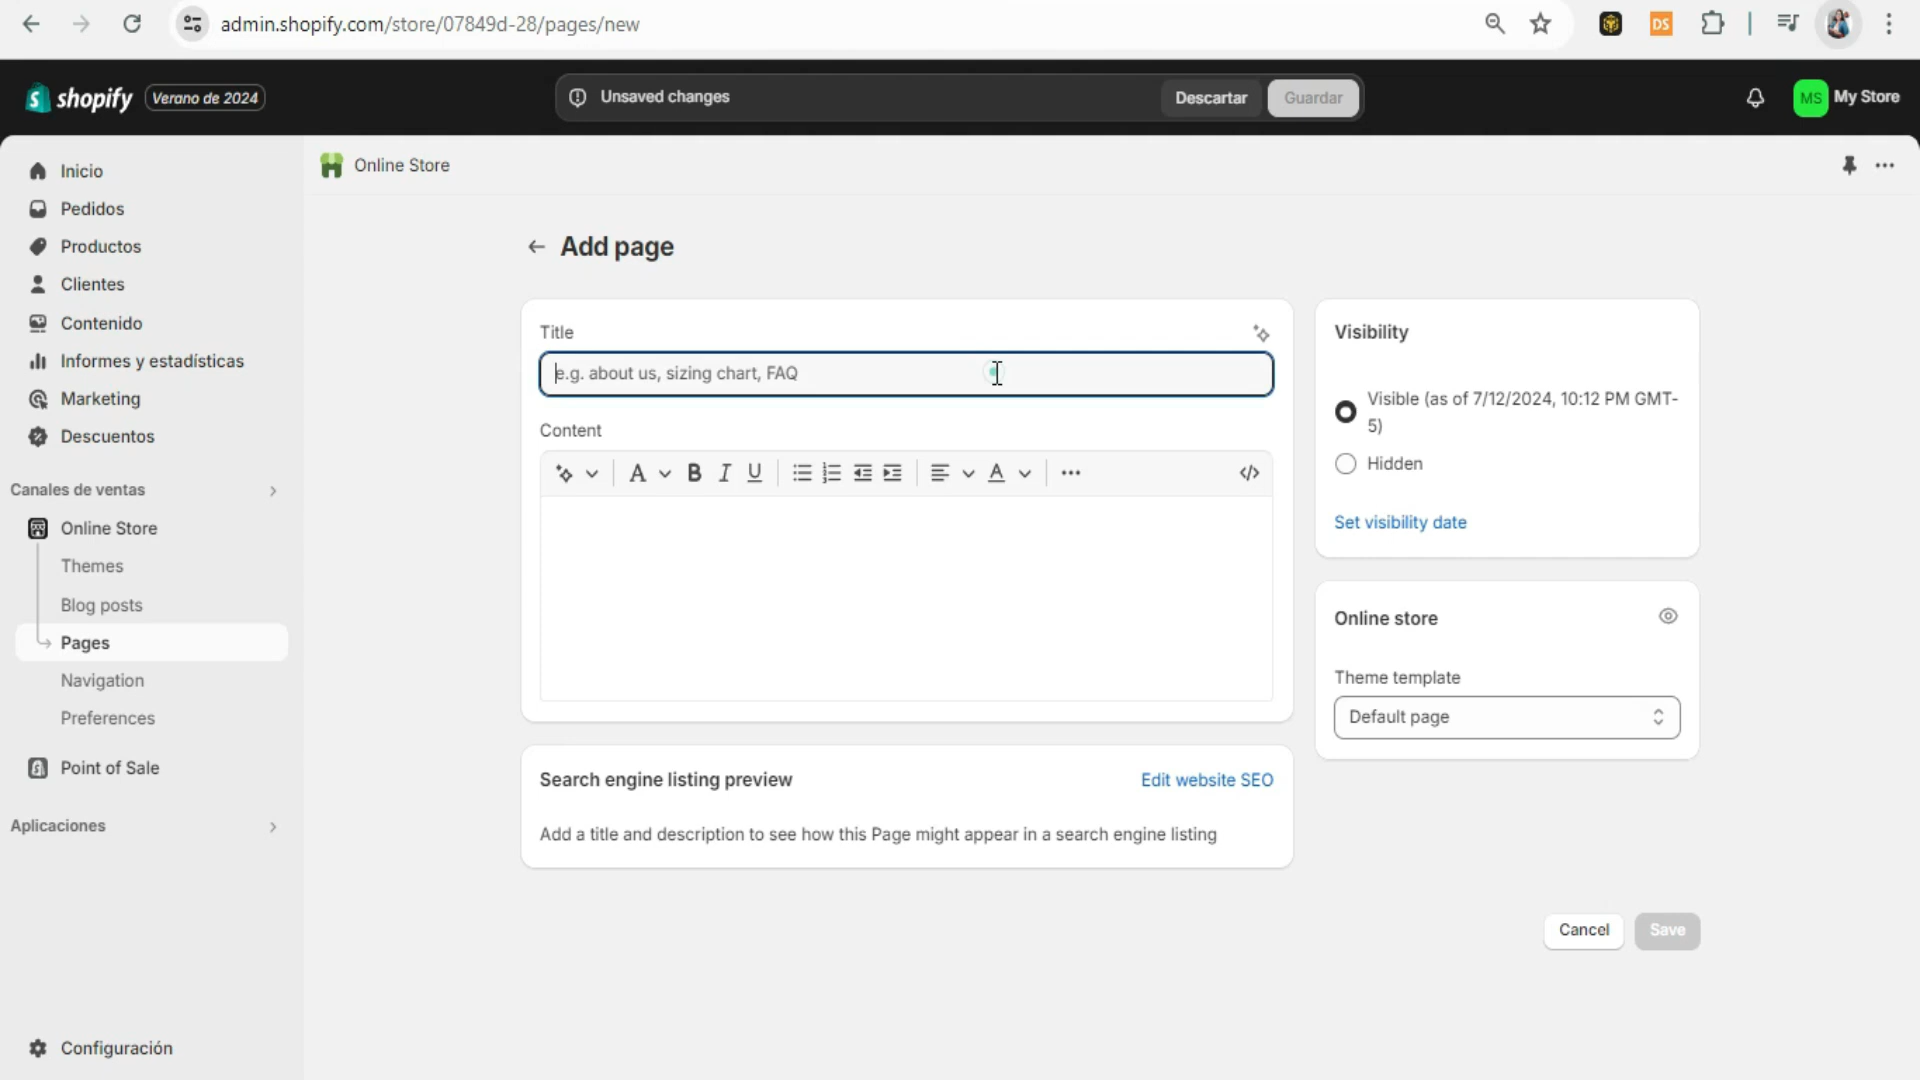 admin.shopify.com/store/07849d-28/pages/new
DS
shopify
Verano de 2024
Unsaved changes
Descartar
Guardar
MS
My Store
Inicio
Pedidos
Productos
Clientes
Contenido
Informes y estadísticas
Marketing
Descuentos
Canales de ventas
Online Store
Themes
Blog posts
Pages
Navigation
Preferences
Point of Sale
Aplicaciones
Configuración
Online Store
Add page
Title
e.g. about us, sizing chart, FAQ
Content
A
B
I
U
A
Search engine listing preview
Edit website SEO
Add a title and description to see how this Page might appear in a search engine listing
Visibility
Visible (as of 7/12/2024, 10:12 PM GMT-
5)
Hidden
Set visibility date
Online store
Theme template
Default page
Cancel
Save